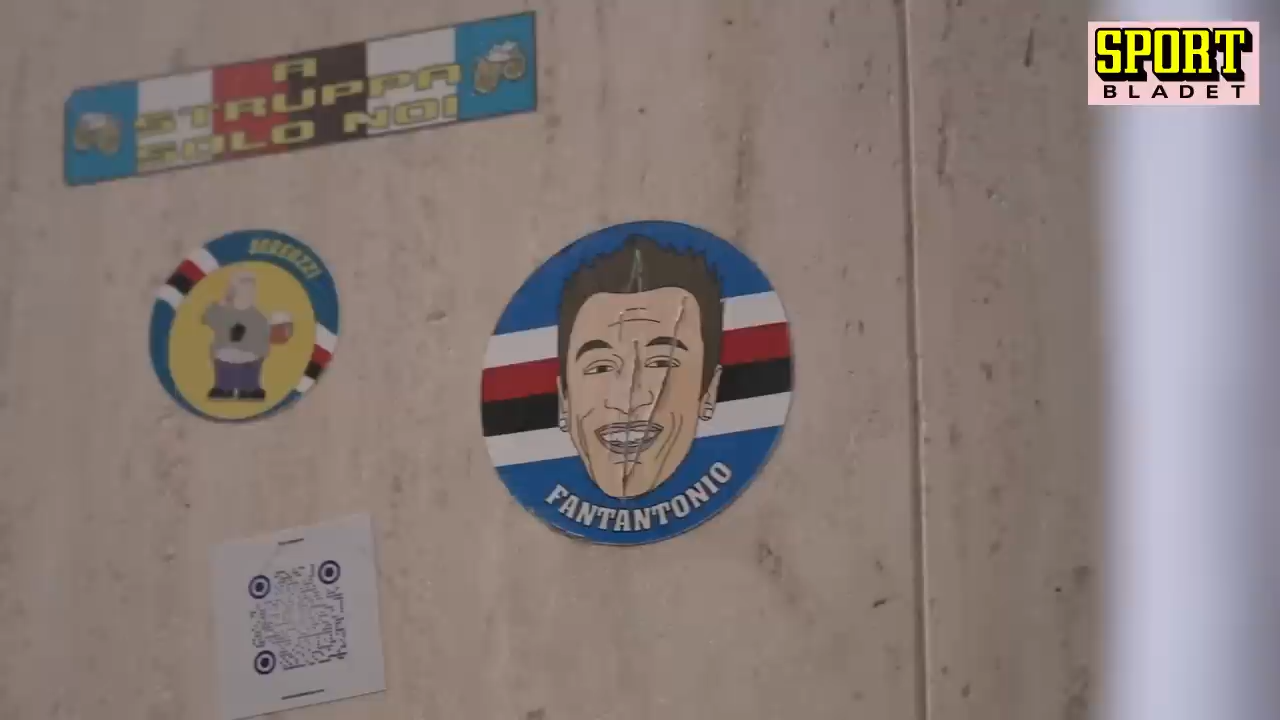 SPORT
BLADET
A
STRUPPA
SOLO NOI
FANTANTONIO